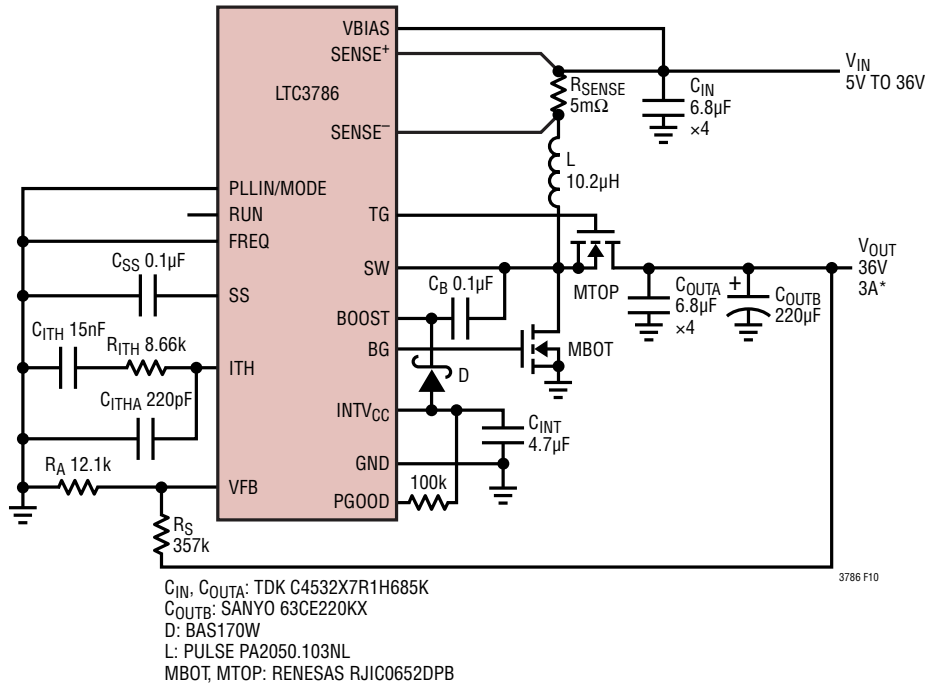 VBIAS
SENSE+
LTC3786
SENSE–
PLLIN/MODE
RUN
FREQ
TG
SW
SS
BOOST
BG
ITH
INTVCC
GND
VFB
PGOOD
VIN
5V TO 36V
RSENSE
5mΩ
CIN
6.8µF
×4
L
10.2µH
CSS 0.1µF
CITH 15nF
RITH 8.66k
CITHA 220pF
RA 12.1k
RS
357k
CB 0.1µF
D
MTOP
MBOT
VOUT
36V
3A*
COUTA
6.8µF
×4
+
COUTB
220µF
CINT
4.7µF
100k
3786 F10
CIN, COUTA: TDK C4532X7R1H685K
COUTB: SANYO 63CE220KX
D: BAS170W
L: PULSE PA2050.103NL
MBOT, MTOP: RENESAS RJIC0652DPB